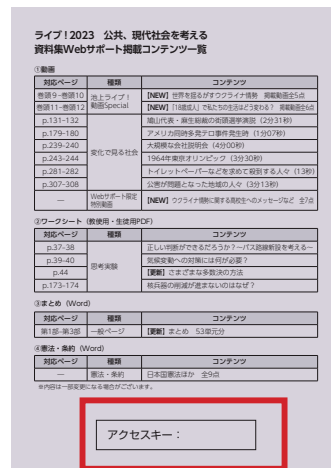 ライブ！2023 公共、現代社会を考える
資料集Webサポート掲載コンテンツ一覧
①動画
対応ページ 種類 コンテンツ
巻頭9-巻頭10 池上ライブ！動画Special 【NEW】世界を揺るがすウクライナ情勢 掲載動画全5点
巻頭11-巻頭12 【NEW】「18歳成人」で私たちの生活はどう変わる？ 掲載動画全6点
p.131-132 変化で見る社会 鳩山代表・麻生総裁の街頭選挙演説（2分31秒）
p.179-180 アメリカ同時多発テロ事件発生時（1分07秒）
p.239-240 大規模な会社説明会（4分00秒）
p.243-244 1964年東京オリンピック（3分30秒）
p.281-282 トイレットペーパーなどを求めて殺到する人々（13秒）
p.307-308 公害が問題となった地域の人々（3分13秒）
― Webサポート限定特別動画 【NEW】ウクライナ情勢に関する高校生へのメッセージなど 全7点
②ワークシート（教使用・生徒用PDF）
対応ページ 種類 コンテンツ
p.37-38 思考実験 正しい判断ができるだろうか？～バス路線新設を考える～
p.39-40 気候変動への対策には何が必要？
p.44 【更新】さまざまな多数決の方法
p.173-174 核兵器の削減が進まないのはなぜ？
③まとめ（Word）
対応ページ 種類 コンテンツ
第1部-第3部 一般ページ 【更新】まとめ 53単元分
④憲法・条約（Word）
対応ページ 種類 コンテンツ
― 憲法・条約 日本国憲法ほか 全9点
※内容は一部変更になる場合がございます。
アクセスキー：